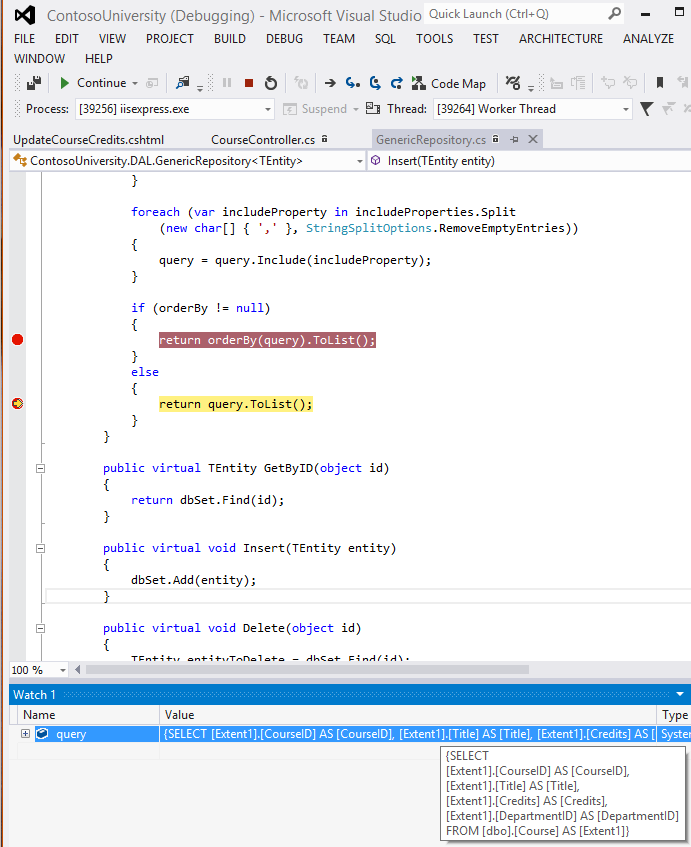 ContosoUniversity (Debugging) - Microsoft Visual Studio Quick Launch (Ctrl+Q)
FILE EDIT VIEW PROJECT BUILD DEBUG TEAM SQL TOOLS TEST ARCHITECTURE ANALYZE
WINDOW HELP
Continue Code Map
Process: [39256] iisexpress.exe Suspend Thread: [39264] Worker Thread
UpdateCourseCredits.cshtml CourseController.cs GenericRepository.cs
ContosoUniversity.DAL.GenericRepository<TEntity> Insert(TEntity entity)
}
foreach (var includeProperty in includeProperties.Split
(new char[] { ',' }, StringSplitOptions.RemoveEmptyEntries))
{
query = query.Include(includeProperty);
}
if (orderBy != null)
{
return orderBy(query).ToList();
}
else
{
return query.ToList();
}
}
public virtual TEntity GetByID(object id)
{
return dbSet.Find(id);
}
public virtual void Insert(TEntity entity)
{
dbSet.Add(entity);
}
public virtual void Delete(object id)
{
TEntity entityToDelete = dbSet.Find(id);
100 %
Watch 1
Name Value Type
query {SELECT [Extent1].[CourseID] AS [CourseID], [Extent1].[Title] AS [Title], [Extent1].[Credits] AS [ System
{SELECT
[Extent1].[CourseID] AS [CourseID],
[Extent1].[Title] AS [Title],
[Extent1].[Credits] AS [Credits],
[Extent1].[DepartmentID] AS [DepartmentID]
FROM [dbo].[Course] AS [Extent1]}